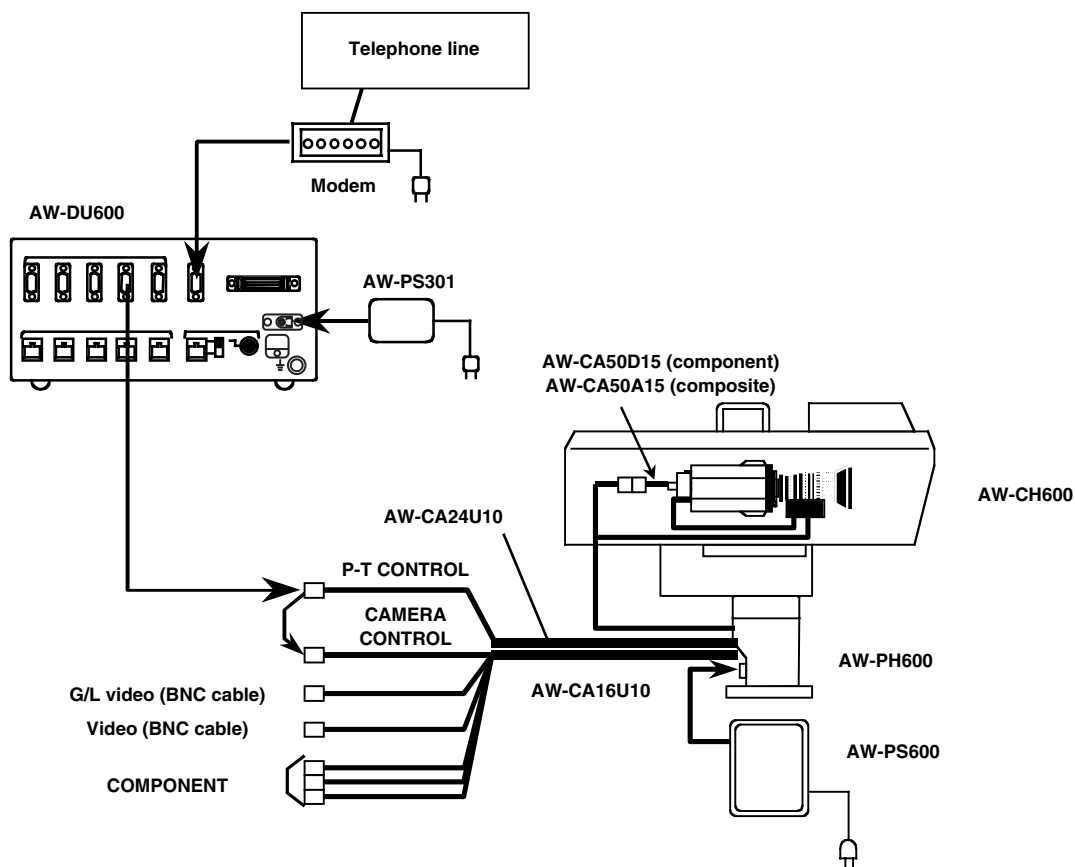 Telephone line
Modem
AW-DU600
AW-PS301
AW-CA50D15 (component)
AW-CA50A15 (composite)
AW-CH600
AW-CA24U10
P-T CONTROL
CAMERA
CONTROL
AW-PH600
AW-CA16U10
G/L video (BNC cable)
Video (BNC cable)
AW-PS600
COMPONENT